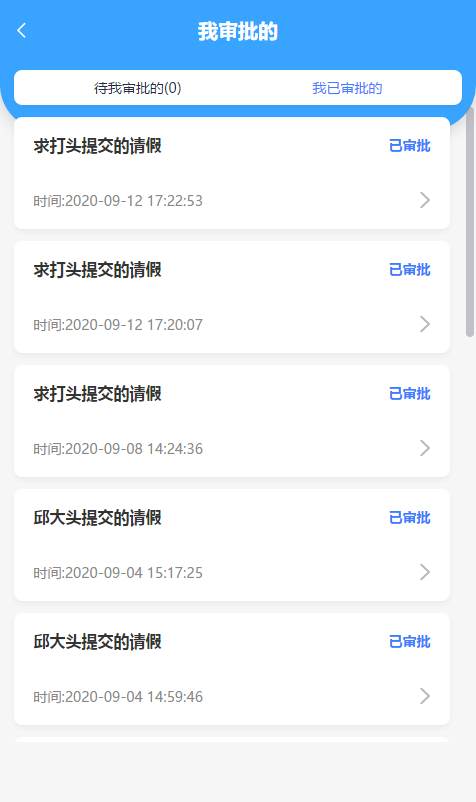 我审批的
待我审批的(0) 我已审批的
求打头提交的请假 已审批
时间:2020-09-12 17:22:53
求打头提交的请假 已审批
时间:2020-09-12 17:20:07
求打头提交的请假 已审批
时间:2020-09-08 14:24:36
邱大头提交的请假 已审批
时间:2020-09-04 15:17:25
邱大头提交的请假 已审批
时间:2020-09-04 14:59:46